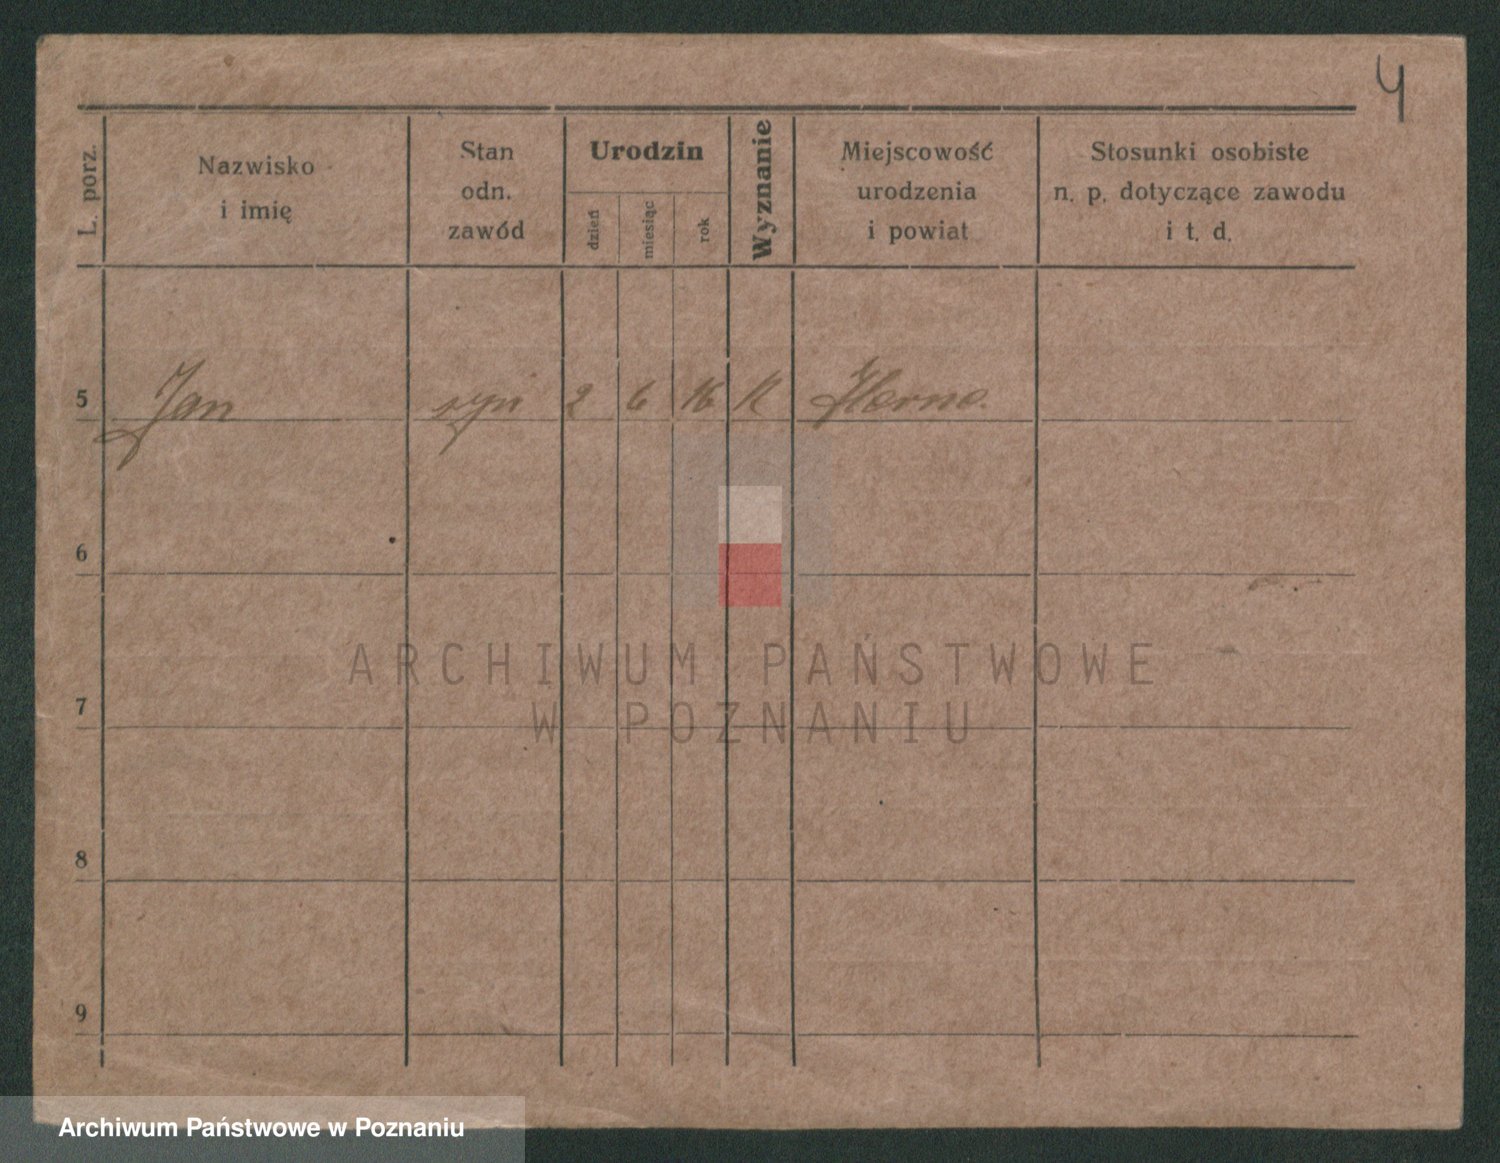 4
L. porz.
Nazwisko
i imię
Stan
odn.
zawód
Urodzin
dzień
miesiąc
rok
Wyznanie
Miejscowość
urodzenia
i powiat
Stosunki osobiste
n. p. dotyczące zawodu
i t. d.
5 Jan syn 2 6 16 K
6
7
8
9
ARCHIWUM PAŃSTWOWE
W POZNANIU
Archiwum Państwowe w Poznaniu